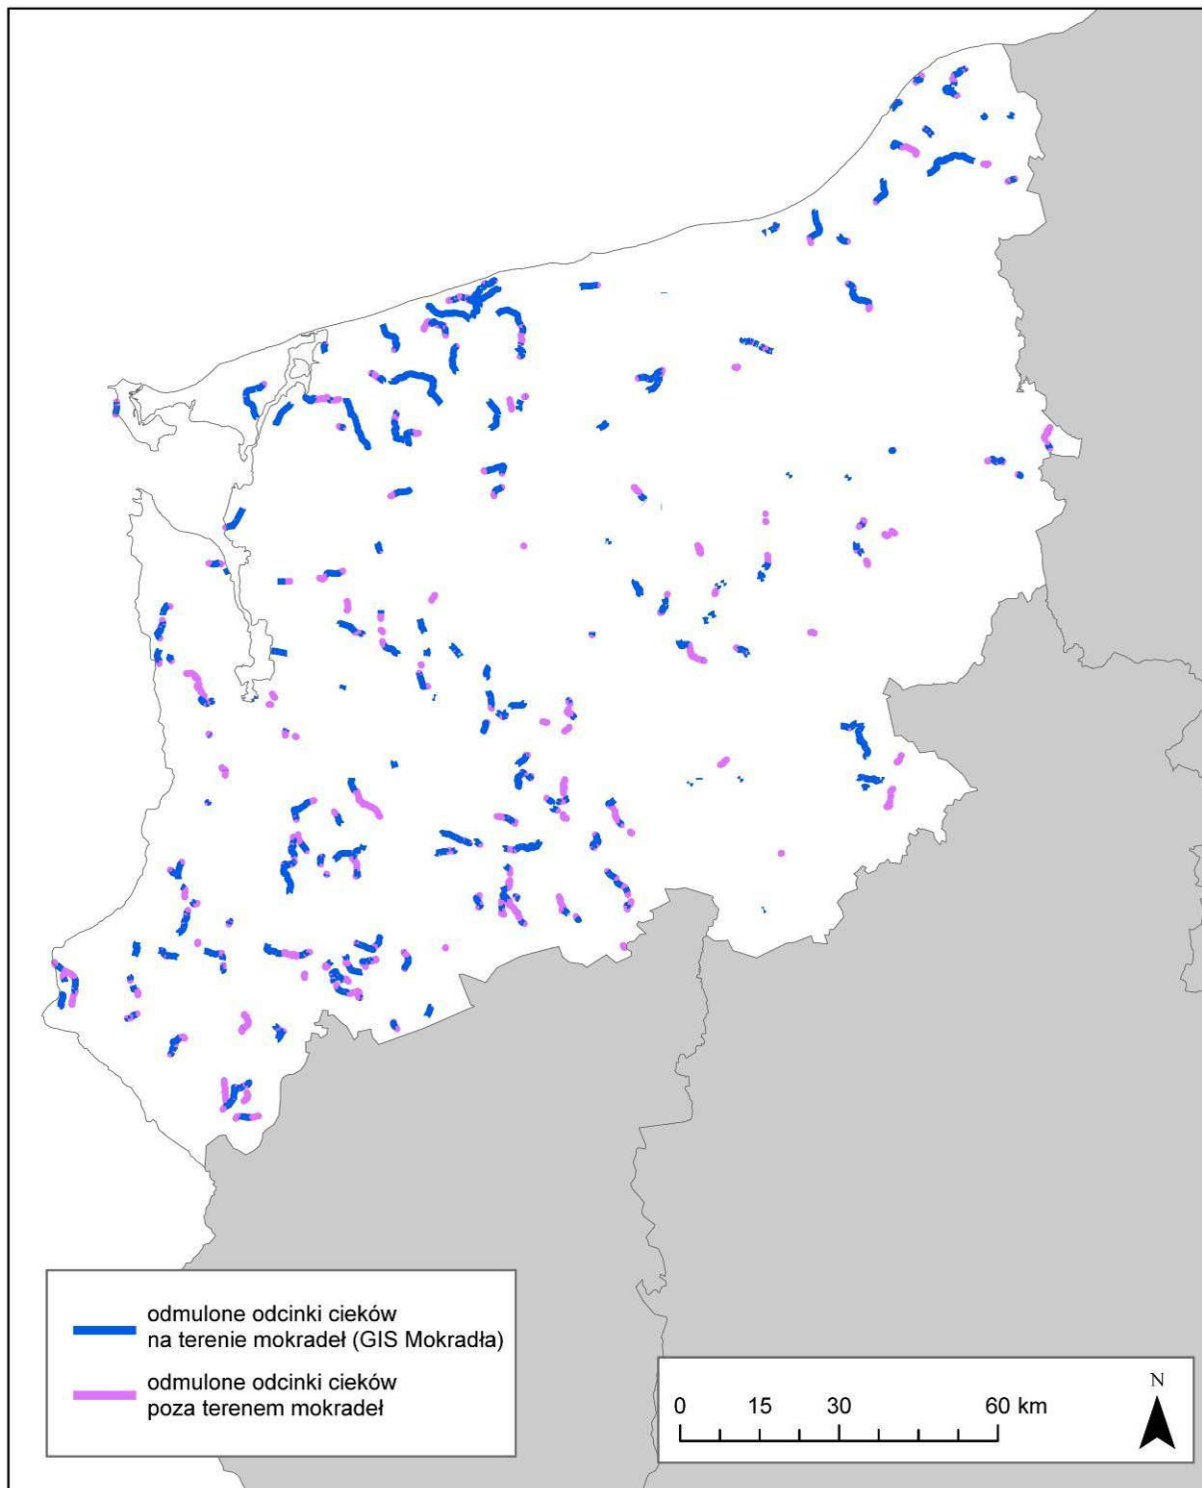 odmulone odcinki cieków
na terenie mokradeł (GIS Mokradła)
odmulone odcinki cieków
poza terenem mokradeł
N
0 15 30 60 km